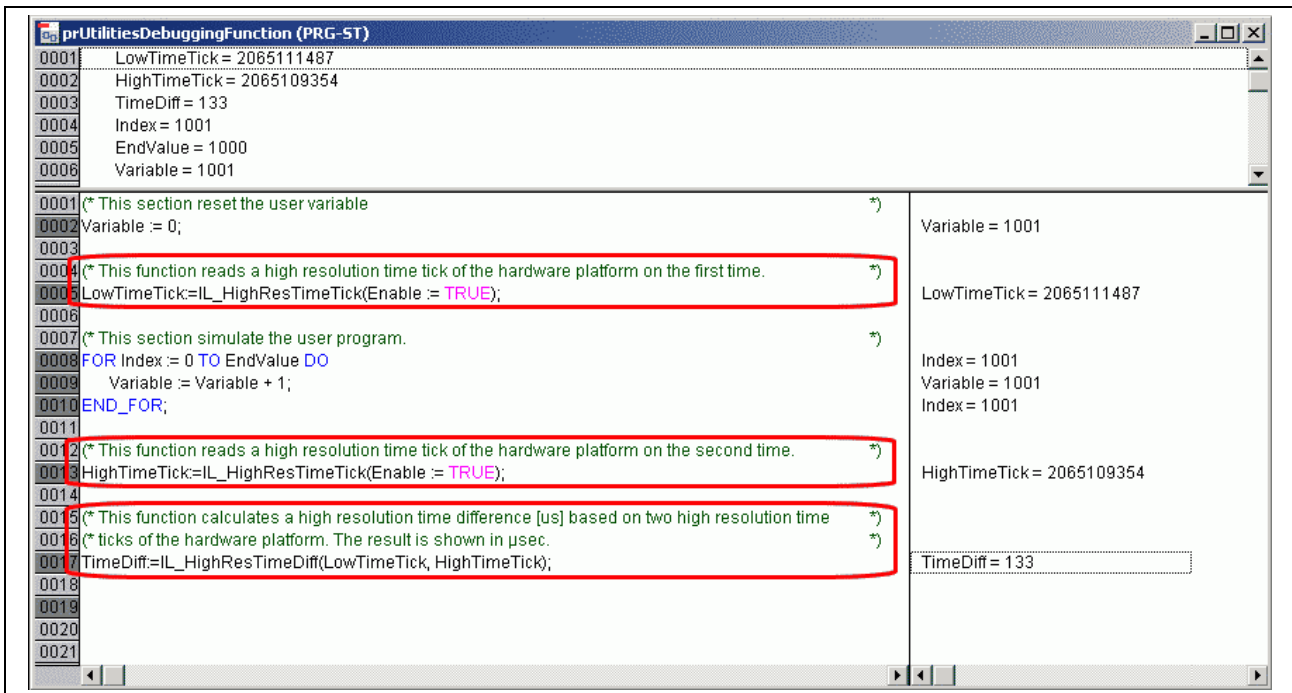 prUtilitiesDebuggingFunction (PRG-ST)
0001 LowTimeTick = 2065111487
0002 HighTimeTick = 2065109354
0003 TimeDiff = 133
0004 Index = 1001
0005 EndValue = 1000
0006 Variable = 1001
0001 (* This section reset the user variable *)
0002 Variable := 0; Variable = 1001
0003
0004 (* This function reads a high resolution time tick of the hardware platform on the first time. *)
0005 LowTimeTick:=IL_HighResTimeTick(Enable := TRUE); LowTimeTick = 2065111487
0006
0007 (* This section simulate the user program. *)
0008 FOR Index := 0 TO EndValue DO Index = 1001
0009 Variable := Variable + 1; Variable = 1001
0010 END_FOR; Index = 1001
0011
0012 (* This function reads a high resolution time tick of the hardware platform on the second time. *)
0013 HighTimeTick:=IL_HighResTimeTick(Enable := TRUE); HighTimeTick = 2065109354
0014
0015 (* This function calculates a high resolution time difference [us] based on two high resolution time *)
0016 (* ticks of the hardware platform. The result is shown in µsec. *)
0017 TimeDiff:=IL_HighResTimeDiff(LowTimeTick, HighTimeTick); TimeDiff = 133
0018
0019
0020
0021